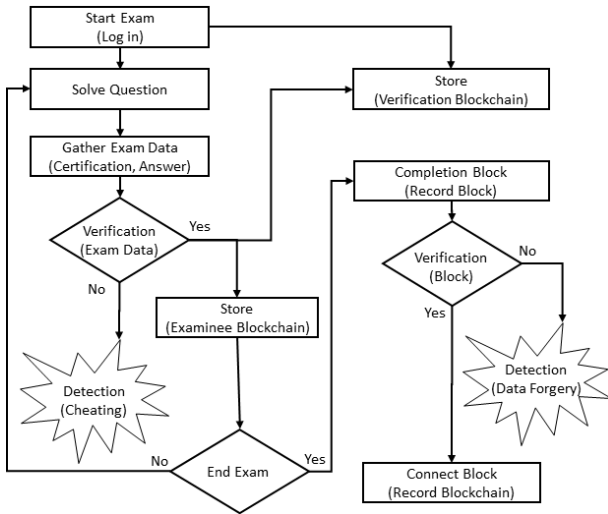 Start Exam
(Log in)
Solve Question
Store
(Verification Blockchain)
Gather Exam Data
(Certification, Answer)
Completion Block
(Record Block)
Verification
(Exam Data)
Yes
No
Verification
(Block)
No
Yes
Store
(Examinee Blockchain)
Detection
(Cheating)
Detection
(Data Forgery)
No
End Exam
Yes
Connect Block
(Record Blockchain)